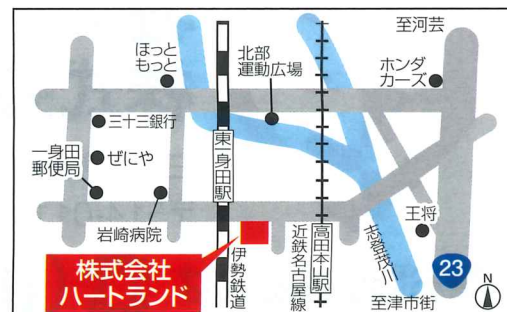 至河芸
ほっと
もっと
北部
運動広場
ホンダ
カーズ
三十三銀行
一身田
郵便局
ぜにや
東一身田駅
岩崎病院
王将
株式会社
ハートランド
伊勢鉄道
近鉄名古屋線
高田本山駅
志登茂川
至津市街
23
N